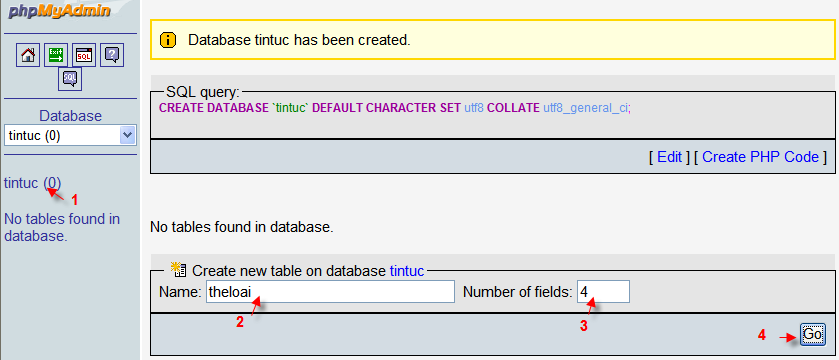 phpMyAdmin
Exit
SQL
?
SQL
Database
tintuc (0)
tintuc (0)
1
No tables found in
database.
Database tintuc has been created.
SQL query:
CREATE DATABASE `tintuc` DEFAULT CHARACTER SET utf8 COLLATE utf8_general_ci;
[ Edit ] [ Create PHP Code ]
No tables found in database.
Create new table on database tintuc
Name: theloai Number of fields: 4
2 3
4 Go